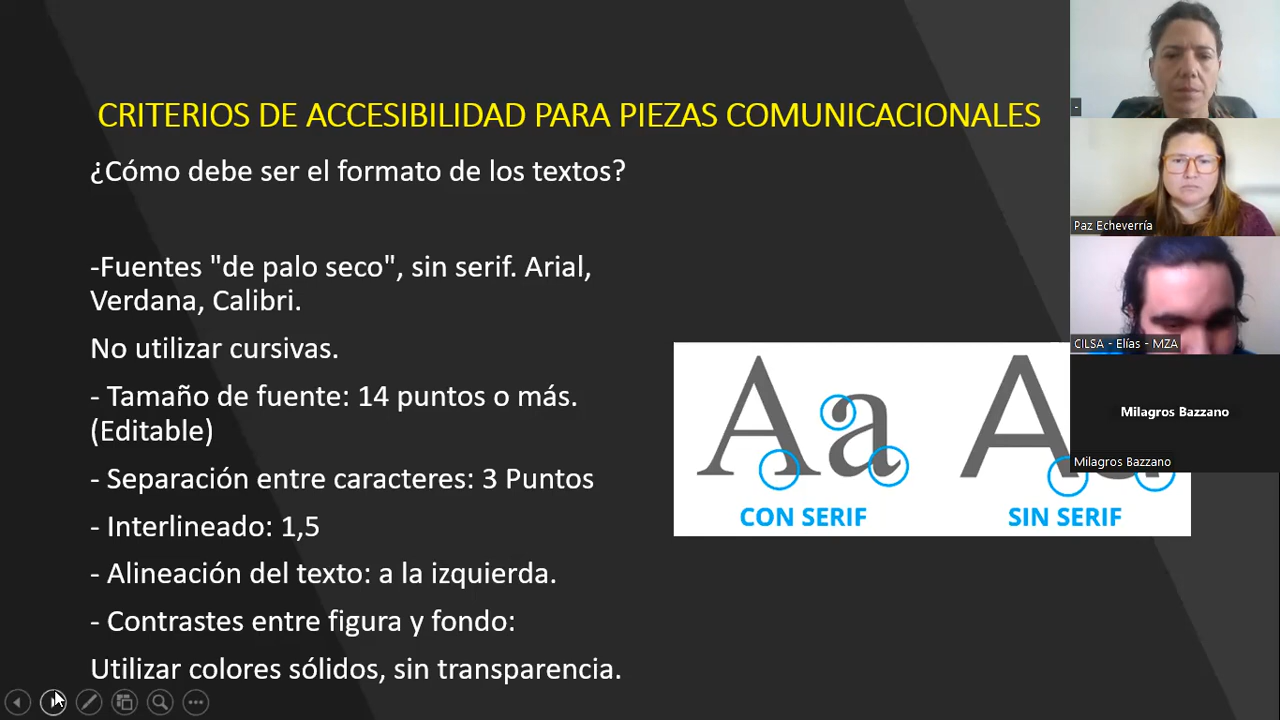 CRITERIOS DE ACCESIBILIDAD PARA PIEZAS COMUNICACIONALES
¿Cómo debe ser el formato de los textos?
-Fuentes "de palo seco", sin serif. Arial,
Verdana, Calibri.
No utilizar cursivas.
- Tamaño de fuente: 14 puntos o más.
(Editable)
- Separación entre caracteres: 3 Puntos
- Interlineado: 1,5
- Alineación del texto: a la izquierda.
- Contrastes entre figura y fondo:
Utilizar colores sólidos, sin transparencia.
Aa
CON SERIF
Aa
SIN SERIF
-
Paz Echeverría
CILSA - Elías - MZA
Milagros Bazzano
Milagros Bazzano